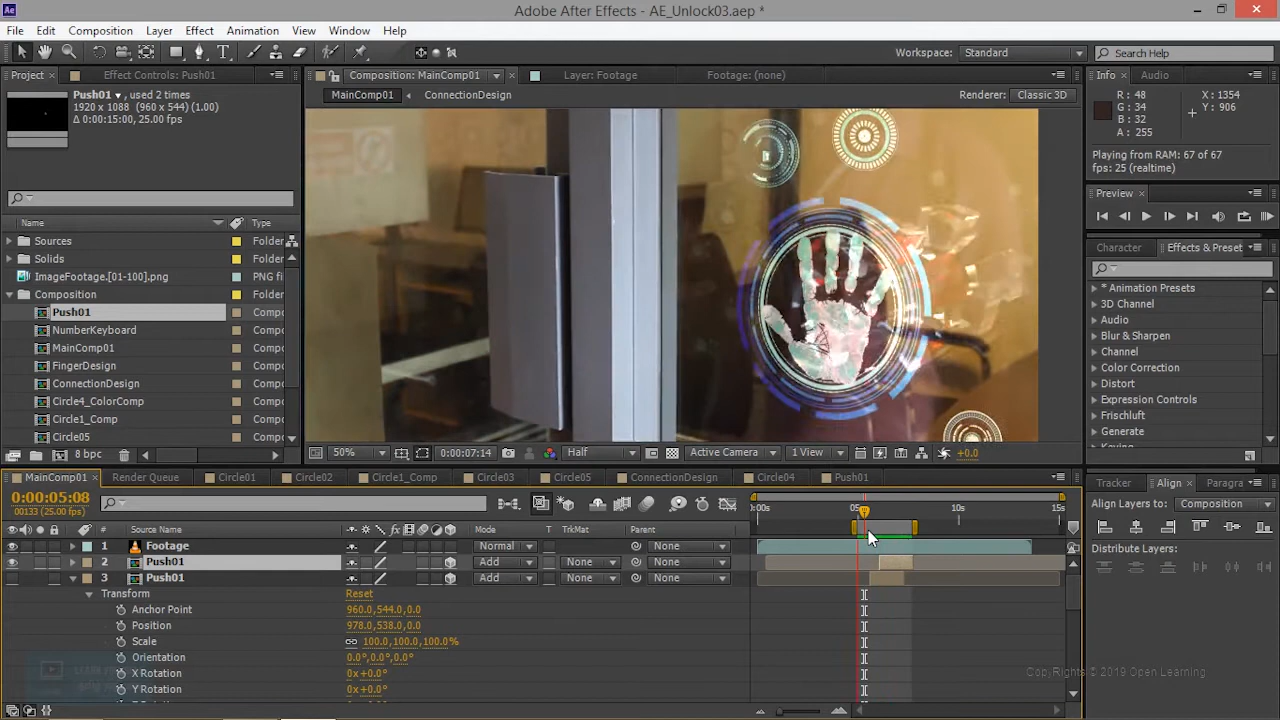 Ae Adobe After Effects - AE_Unlock03.aep *
File Edit Composition Layer Effect Animation View Window Help
Workspace: Standard Search Help
Project Effect Controls: Push01 Composition: MainComp01 Layer: Footage Footage: (none) Info Audio
Push01 , used 2 times
1920 x 1088 (960 x 544) (1.00)
Δ 0:00:15:00, 25.00 fps
MainComp01 ConnectionDesign Renderer: Classic 3D
R: 48 X: 1354
G: 34 Y: 906
B: 32
A: 255
Playing from RAM: 67 of 67
fps: 25 (realtime)
Preview
Name Type
Sources Folder
Solids Folder
ImageFootage.[01-100].png PNG fi
Composition Folder
Push01 Compo
NumberKeyboard Compo
MainComp01 Compo
FingerDesign Compo
ConnectionDesign Compo
Circle4_ColorComp Compo
Circle1_Comp Compo
Circle05 Compo
8 bpc
Character Effects & Preset
* Animation Presets
3D Channel
Audio
Blur & Sharpen
Channel
Color Correction
Distort
Expression Controls
Frischluft
Generate
50% 0:00:07:14 Half Active Camera 1 View +0.0
MainComp01 Render Queue Circle01 Circle02 Circle1_Comp Circle03 Circle05 ConnectionDesign Circle04 Push01
Tracker Align Paragra
0:00:05:08
00133 (25.00 fps)
Align Layers to: Composition
Distribute Layers:
:00s 05s 10s 15s
# Source Name Mode T TrkMat Parent
1 Footage Normal None
2 Push01 Add None None
3 Push01 Add None None
Transform Reset
Anchor Point 960.0,544.0,0.0
Position 978.0,538.0,0.0
Scale 100.0,100.0,100.0%
Orientation 0.0°,0.0°,0.0°
X Rotation 0x+0.0°
Y Rotation 0x+0.0°
Copy Rights © 2019 Open Learning